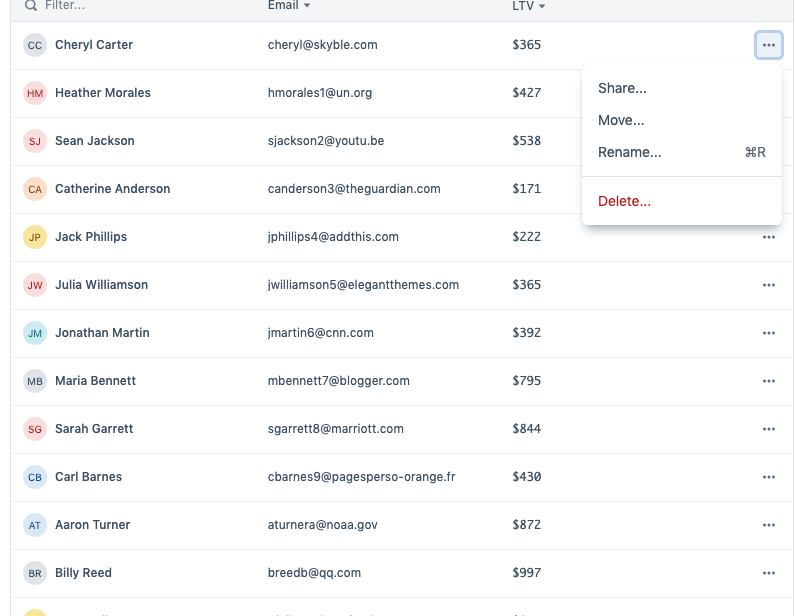 Filter... Email LTV
CC Cheryl Carter cheryl@skyble.com $365
HM Heather Morales hmorales1@un.org $427
Share...
SJ Sean Jackson sjackson2@youtu.be $538
Move...
Rename... ⌘R
CA Catherine Anderson canderson3@theguardian.com $171
Delete...
JP Jack Phillips jphillips4@addthis.com $222
JW Julia Williamson jwilliamson5@elegantthemes.com $365
JM Jonathan Martin jmartin6@cnn.com $392
MB Maria Bennett mbennett7@blogger.com $795
SG Sarah Garrett sgarrett8@marriott.com $844
CB Carl Barnes cbarnes9@pagesperso-orange.fr $430
AT Aaron Turner aturnera@noaa.gov $872
BR Billy Reed breedb@qq.com $997